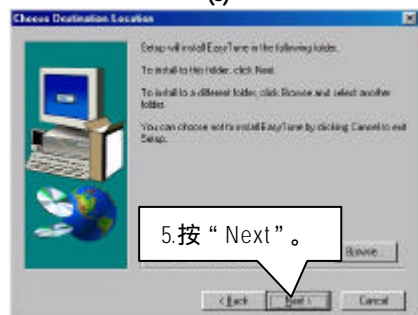 Choose Destination Location
Setup will install EasyTune in the following folder.
To install to this folder, click Next.
To install to a different folder, click Browse and select another
folder.
You can choose not to install EasyTune by clicking Cancel to exit
Setup.
5.按 “ Next” 。
Browse...
< Back
Next >
Cancel